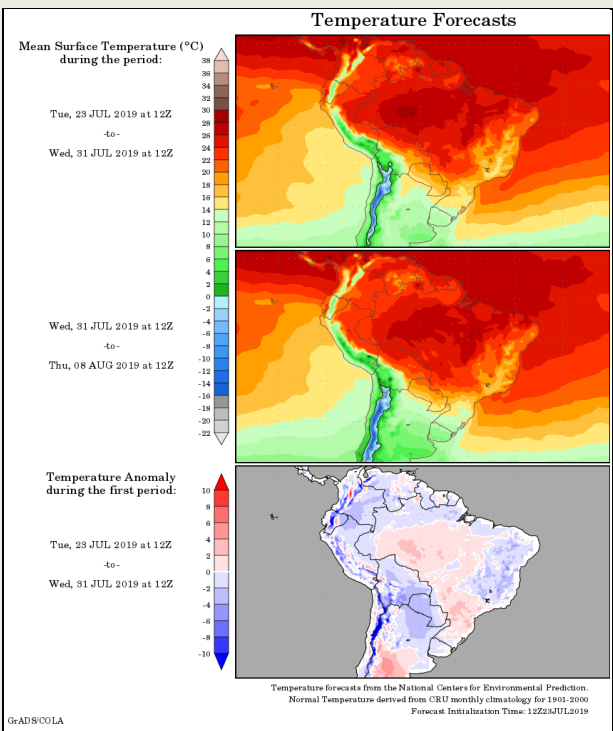 Temperature Forecasts
Mean Surface Temperature (°C)
during the period:
Tue, 23 JUL 2019 at 12Z
-to-
Wed, 31 JUL 2019 at 12Z
38
36
34
32
30
28
26
24
22
20
18
16
14
12
10
8
6
4
2
0
-2
-4
-6
-8
-10
-12
-14
-16
-18
-20
-22
Wed, 31 JUL 2019 at 12Z
-to-
Thu, 08 AUG 2019 at 12Z
Temperature Anomaly
during the first period:
Tue, 23 JUL 2019 at 12Z
-to-
Wed, 31 JUL 2019 at 12Z
10
8
6
4
2
0
-2
-4
-6
-8
-10
Temperature forecasts from the National Centers for Environmental Prediction.
Normal Temperature derived from CRU monthly climatology for 1901-2000
Forecast Initialization Time: 12Z23JUL2019
GrADS/COLA